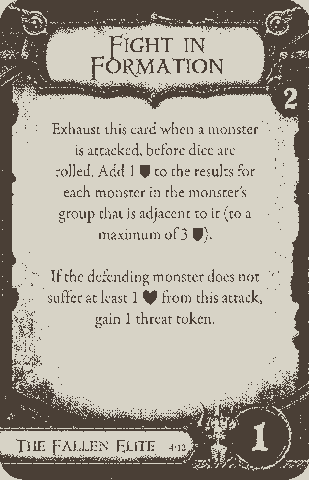 FIGHT IN
FORMATION
2
Exhaust this card when a monster
is attacked, before dice are
rolled. Add 1 to the results for
each monster in the monster's
group that is adjacent to it (to a
maximum of 3 ).
If the defending monster does not
suffer at least 1 from this attack,
gain 1 threat token.
THE FALLEN ELITE 4/12
1